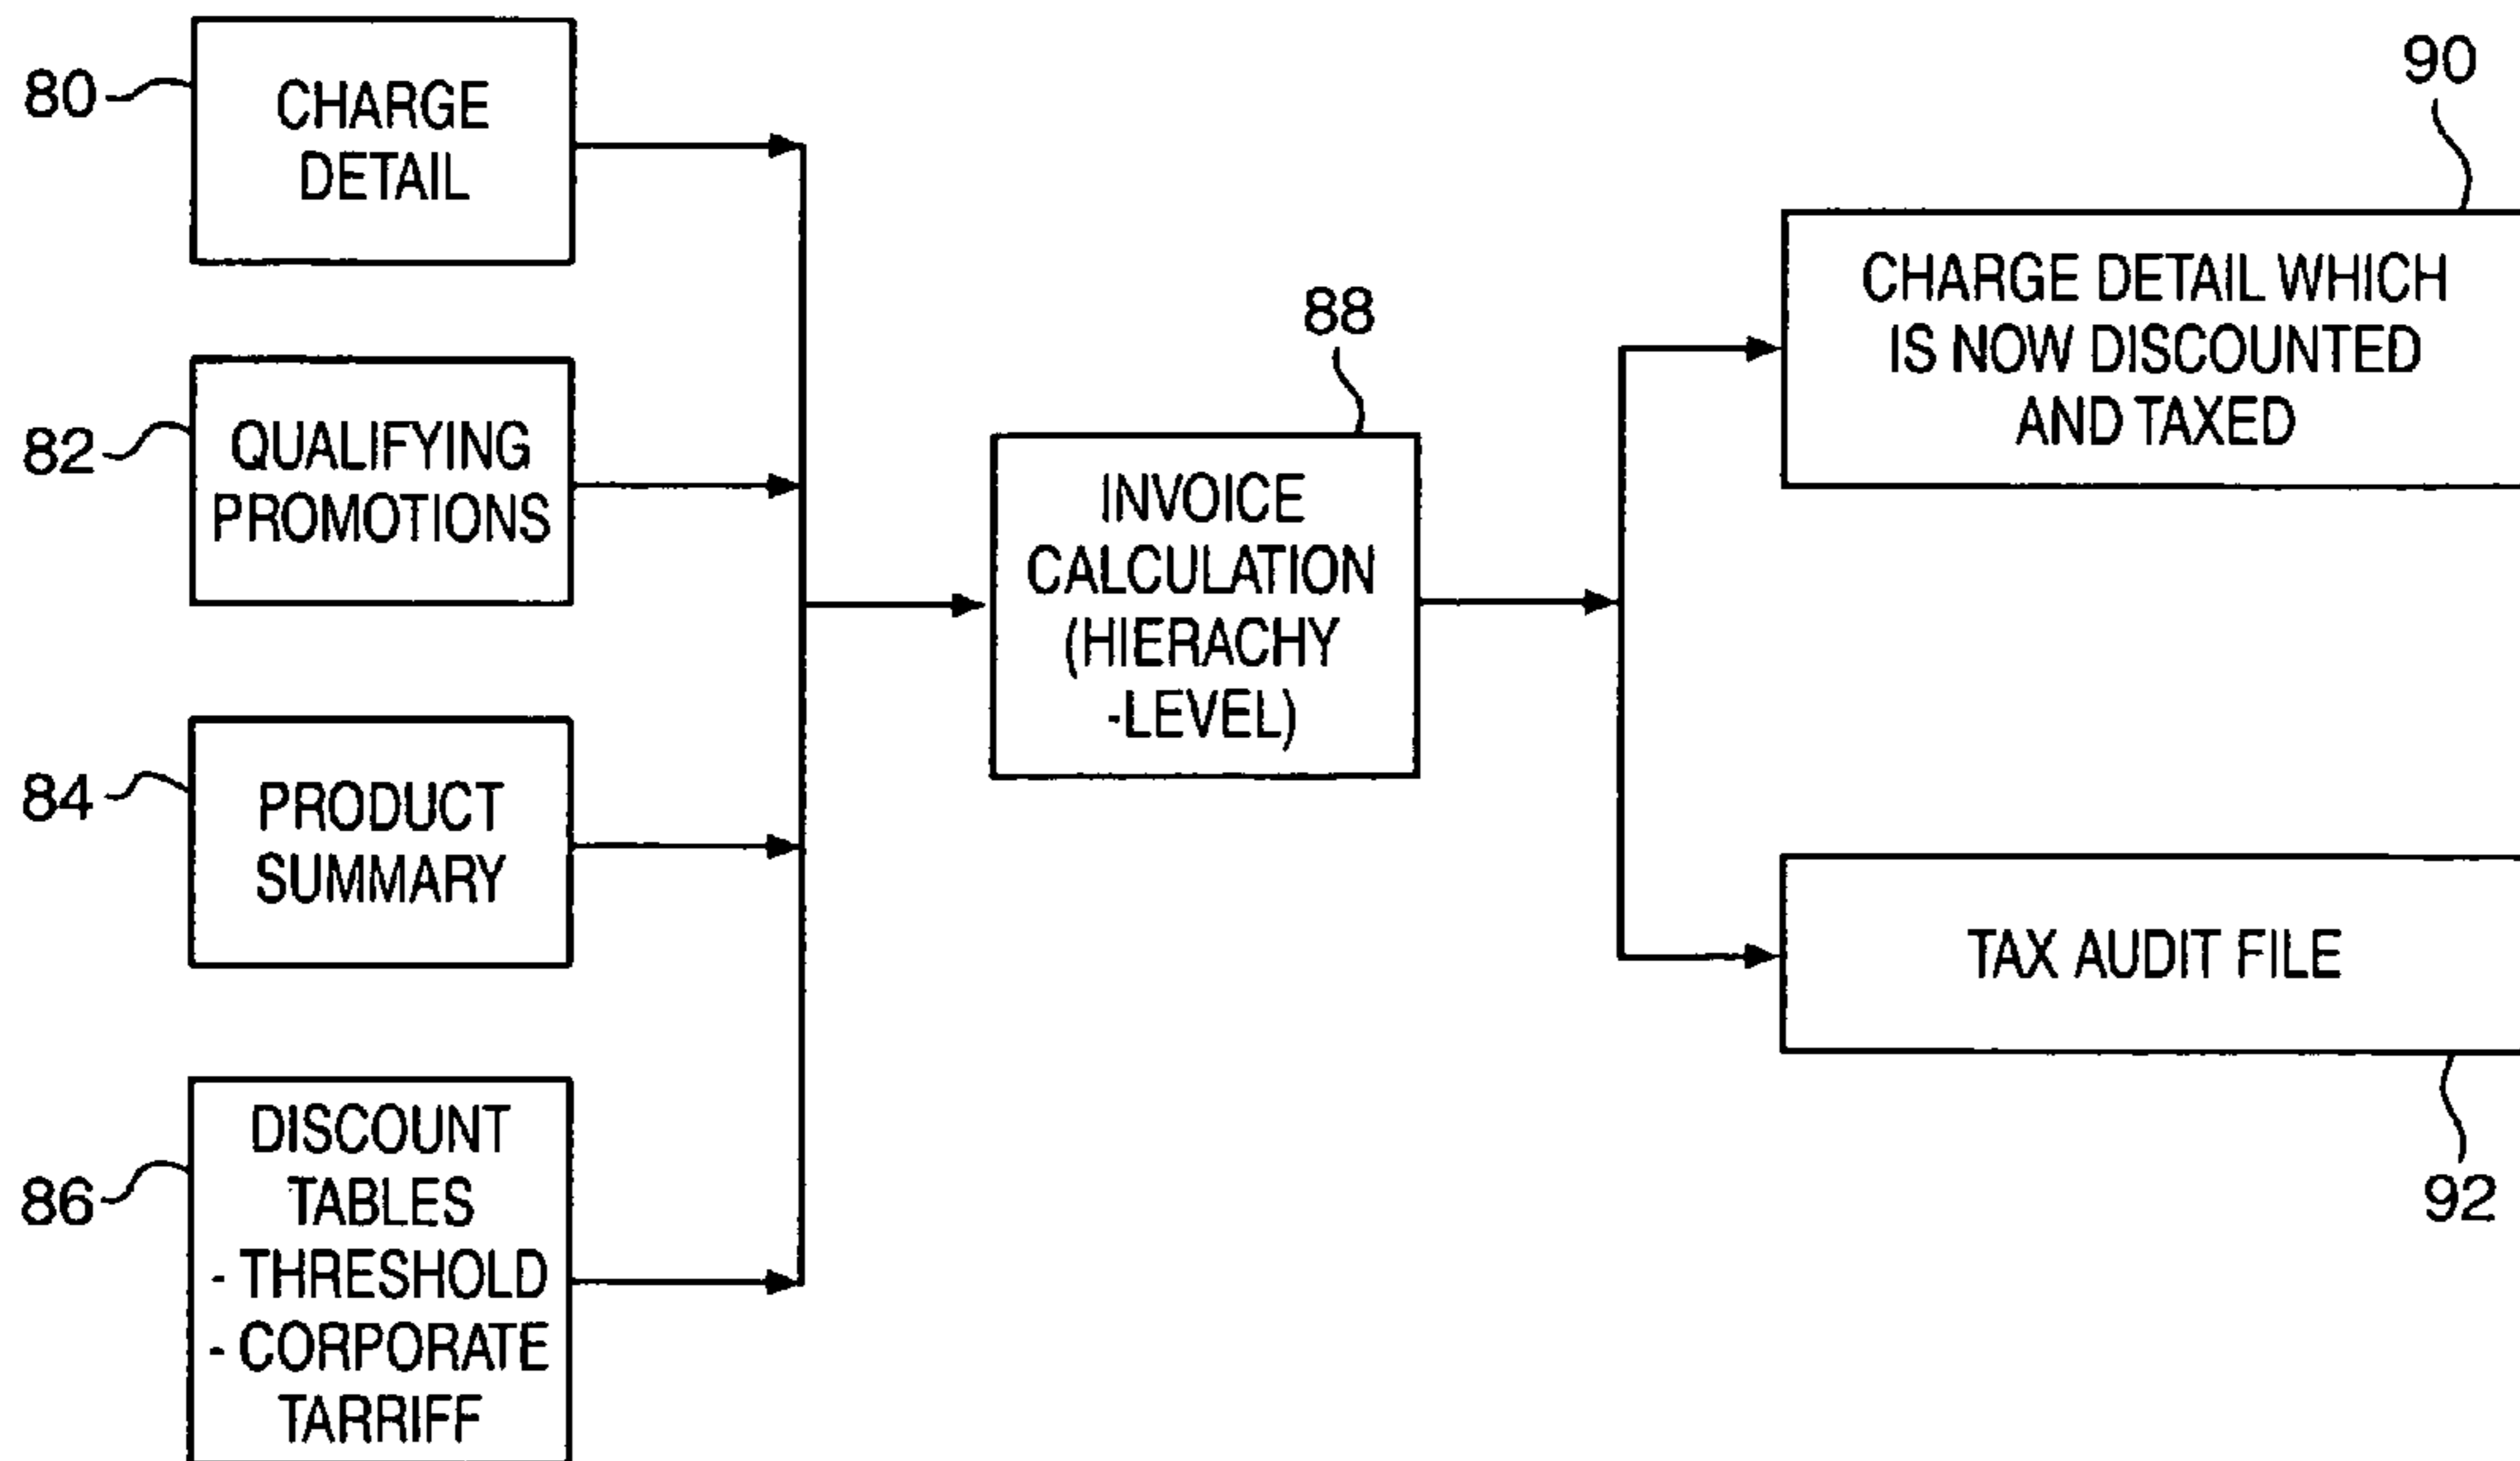 80
CHARGE
DETAIL
82
QUALIFYING
PROMOTIONS
84
PRODUCT
SUMMARY
86
DISCOUNT
TABLES
- THRESHOLD
- CORPORATE
TARRIFF
88
INVOICE
CALCULATION
(HIERACHY
-LEVEL)
90
CHARGE DETAIL WHICH
IS NOW DISCOUNTED
AND TAXED
TAX AUDIT FILE
92